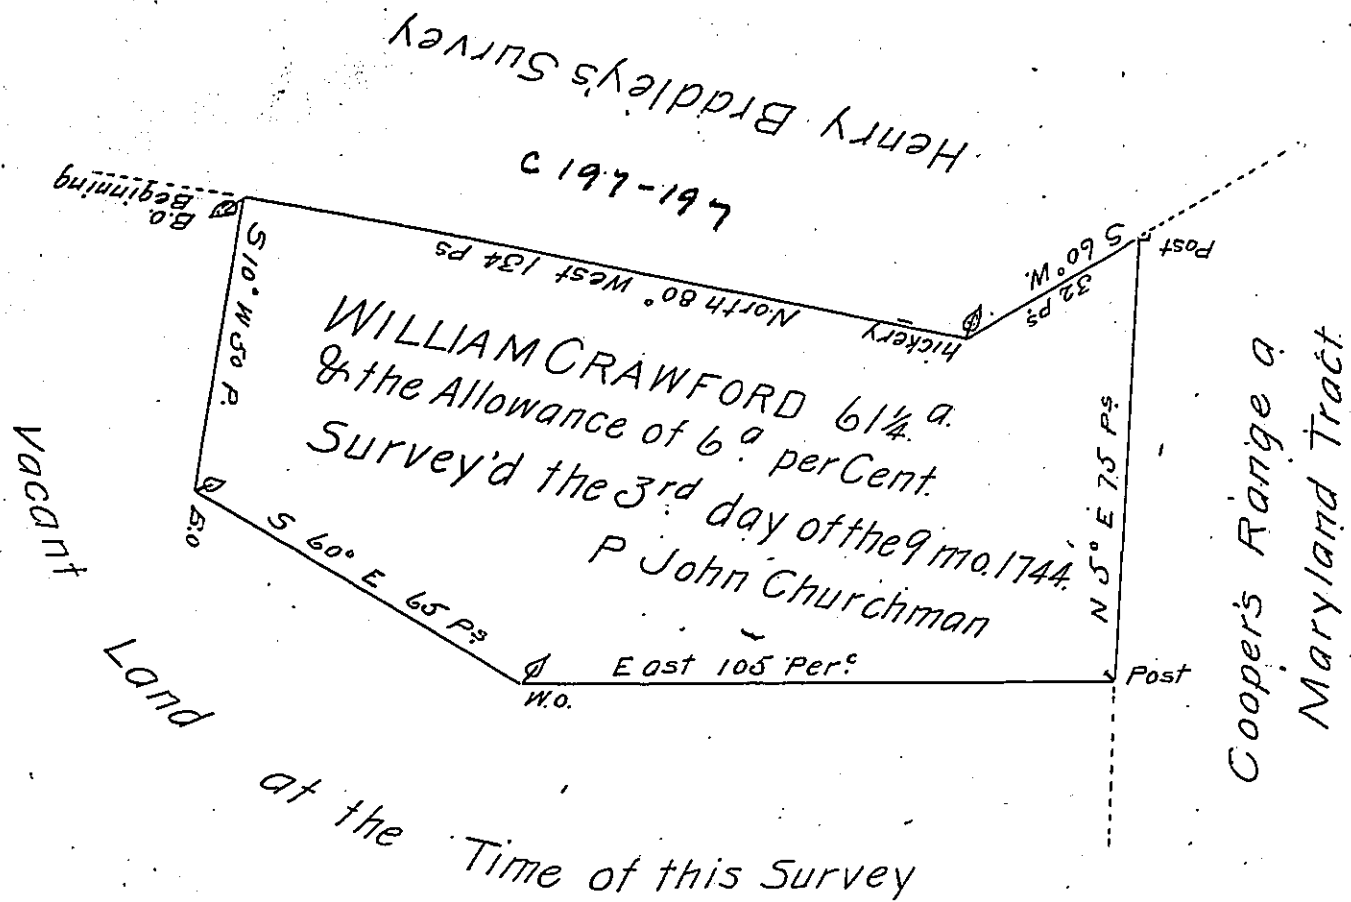 Henry Bradley's Survey
C 197-197
B.O.
Beginning
S 10° W 50 P.
North 80° West 134 Ps
hickery
S 60° W.
32 ps
Post
WILLIAM CRAWFORD 61¼ a.
& the Allowance of 6 a. per Cent.
Survey'd the 3rd day of the 9 mo. 1744.
P John Churchman
N 5° E 75 Ps.
Cooper's Range a
Maryland Tract
B.O
S 60° E 65 Ps
W.O.
East 105 Per.s
Post
Vacant
Land
at the Time of this Survey